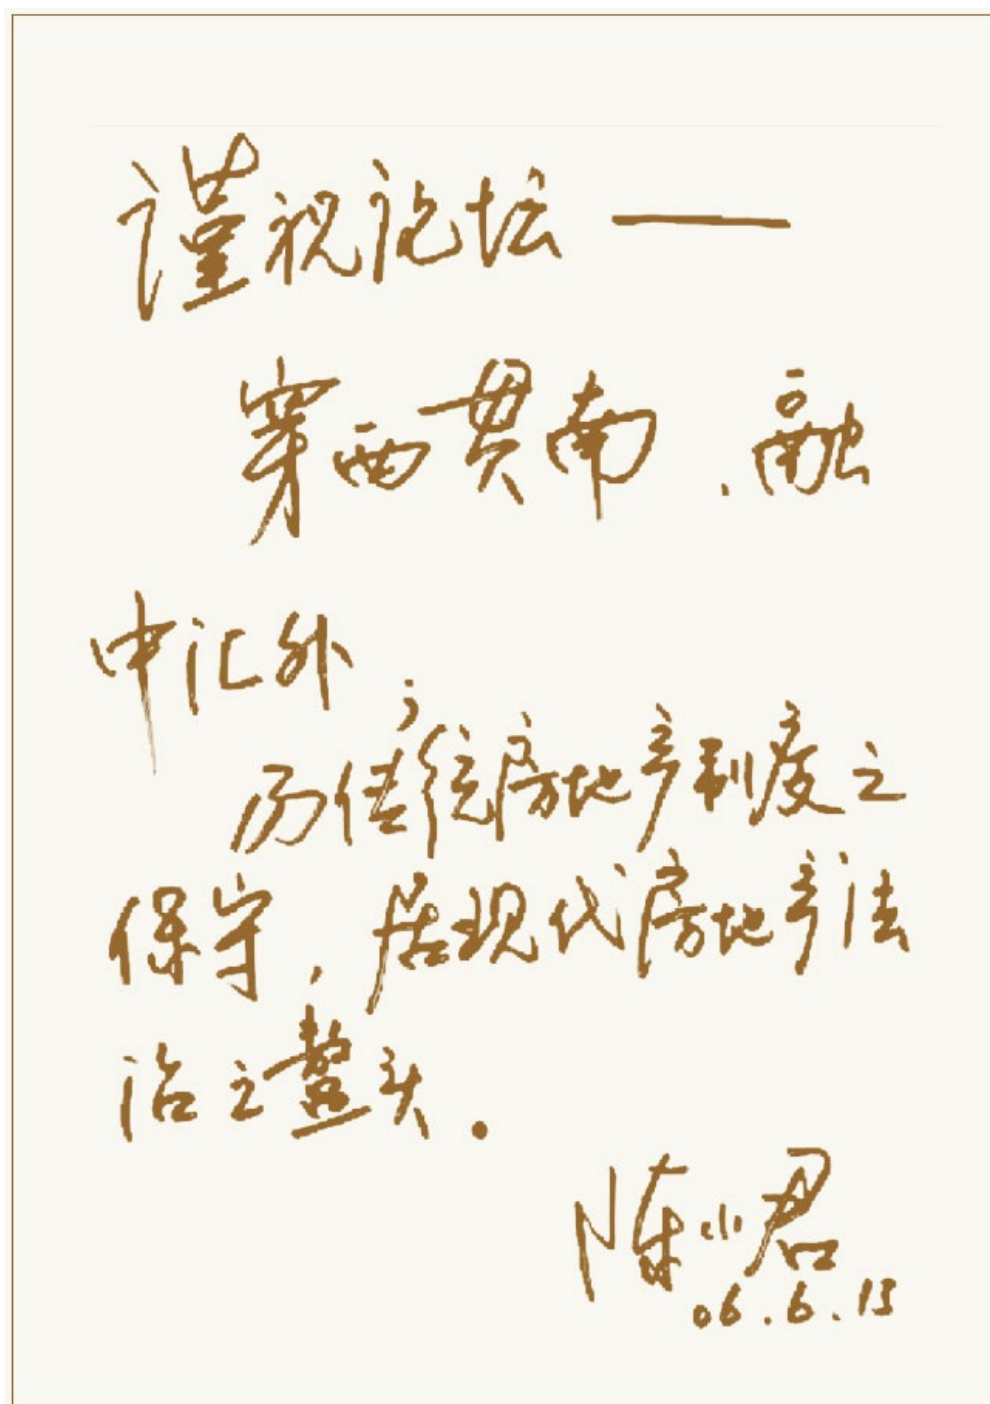 谨祝论坛——
穿西贯南、融
中汇外；
历传统房地产制度之
保守，居现代房地产法
治之鳌头。
陈小君
06.6.13